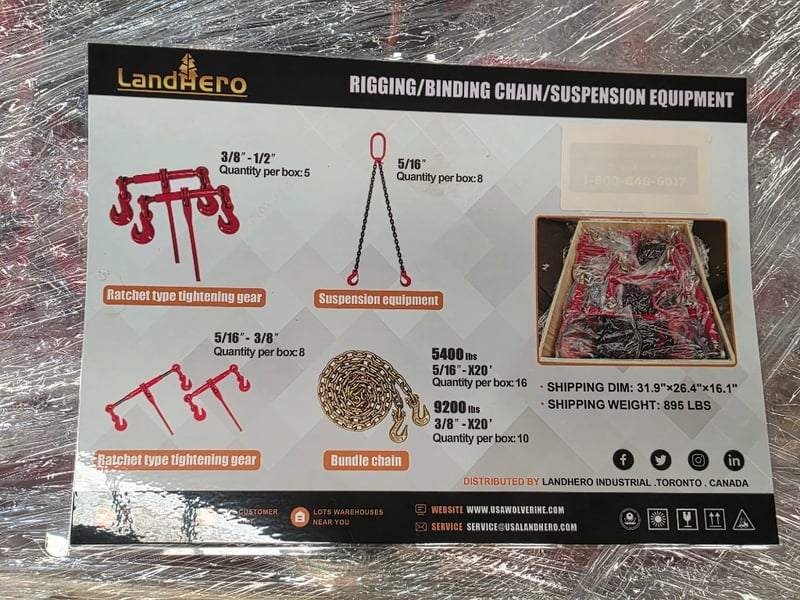 LANDHERO
RIGGING/BINDING CHAIN/SUSPENSION EQUIPMENT
3/8″ - 1/2″
Quantity per box: 5
Ratchet type tightening gear
5/16″
Quantity per box: 8
Suspension equipment
5/16″ - 3/8″
Quantity per box: 8
Ratchet type tightening gear
5400 lbs
5/16″ - X20′
Quantity per box: 16
9200 lbs
3/8″ - X20′
Quantity per box: 10
Bundle chain
· SHIPPING DIM: 31.9"×26.4"×16.1"
· SHIPPING WEIGHT: 895 LBS
DISTRIBUTED BY LANDHERO INDUSTRIAL .TORONTO . CANADA
CUSTOMER
LOTS WAREHOUSES
NEAR YOU
WEBSITE WWW.USAWOLVERINE.COM
SERVICE SERVICE@USALANDHERO.COM